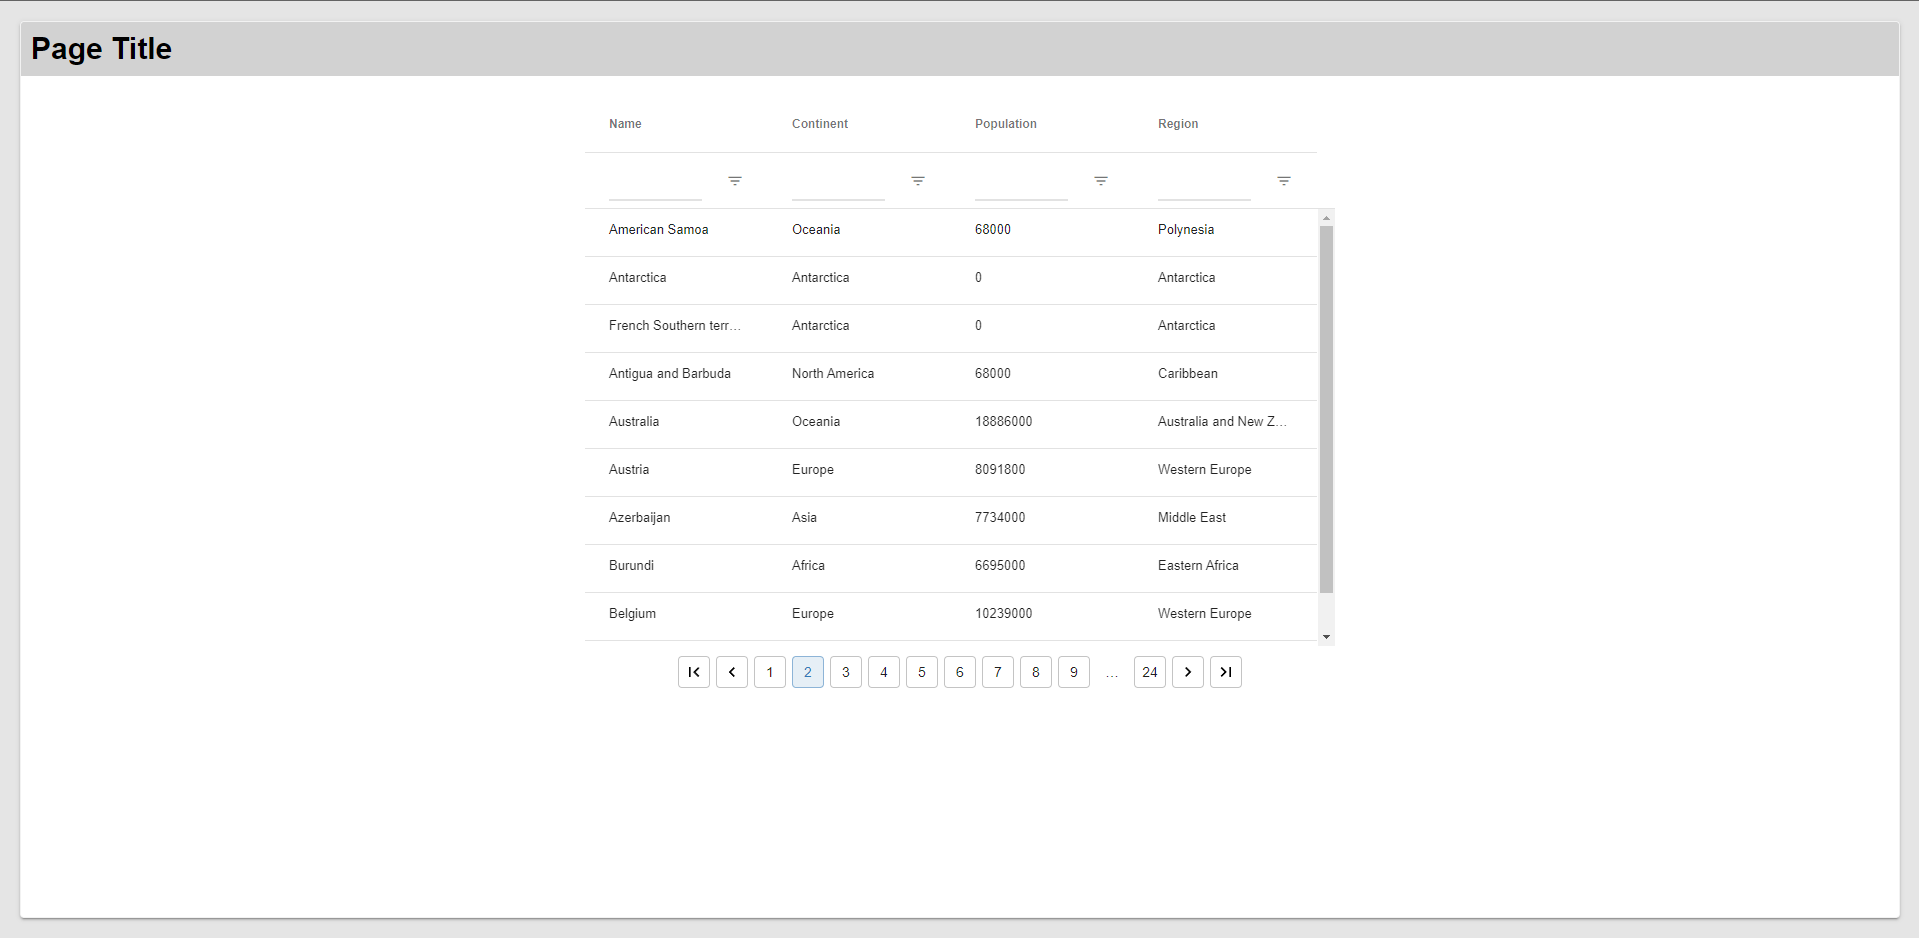 Page Title
Name Continent Population Region
American Samoa Oceania 68000 Polynesia
Antarctica Antarctica 0 Antarctica
French Southern terr... Antarctica 0 Antarctica
Antigua and Barbuda North America 68000 Caribbean
Australia Oceania 18886000 Australia and New Z...
Austria Europe 8091800 Western Europe
Azerbaijan Asia 7734000 Middle East
Burundi Africa 6695000 Eastern Africa
Belgium Europe 10239000 Western Europe
1 2 3 4 5 6 7 8 9 ... 24